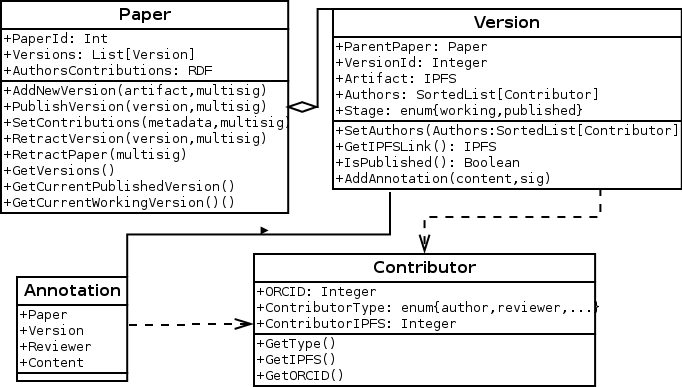 Paper
+PaperId: Int
+Versions: List[Version]
+AuthorsContributions: RDF
+AddNewVersion(artifact,multisig)
+PublishVersion(version,multisig)
+SetContributions(metadata,multisig)
+RetractVersion(version,multisig)
+RetractPaper(multisig)
+GetVersions()
+GetCurrentPublishedVersion()
+GetCurrentWorkingVersion()()
Version
+ParentPaper: Paper
+VersionId: Integer
+Artifact: IPFS
+Authors: SortedList[Contributor]
+Stage: enum{working,published}
+SetAuthors(Authors:SortedList[Contributor]
+GetIPFSLink(): IPFS
+IsPublished(): Boolean
+AddAnnotation(content,sig)
Annotation
+Paper
+Version
+Reviewer
+Content
Contributor
+ORCID: Integer
+ContributorType: enum{author,reviewer,...}
+ContributorIPFS: Integer
+GetType()
+GetIPFS()
+GetORCID()